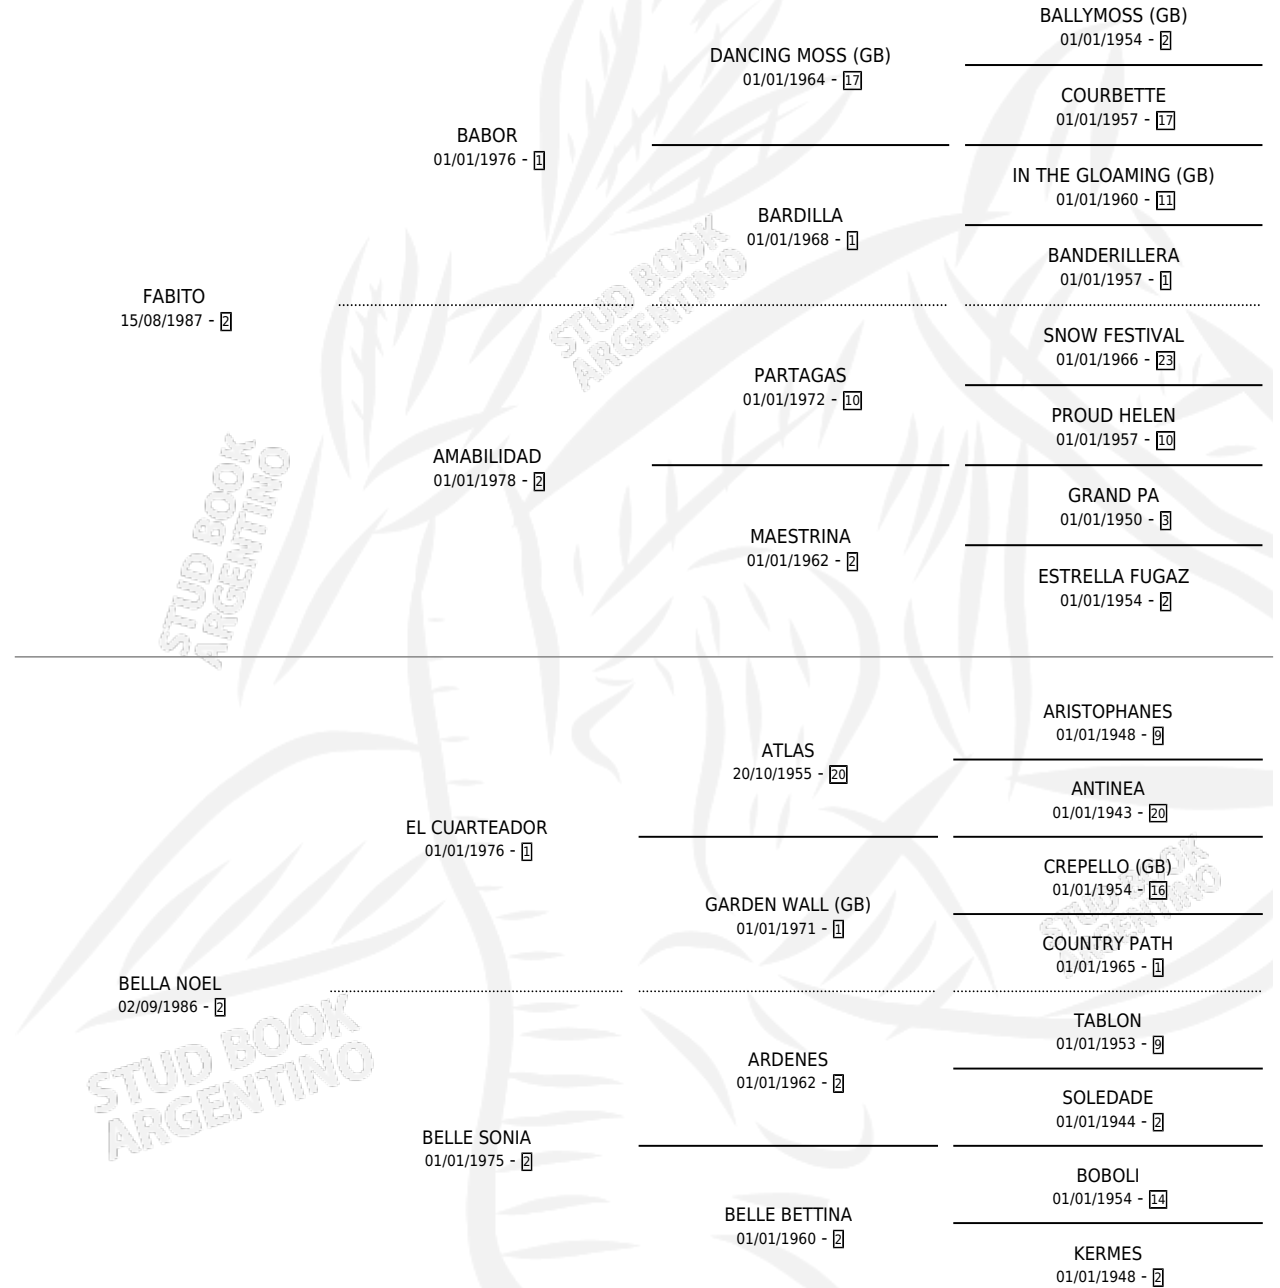 BALLYMOSS (GB)
01/01/1954 - 2
DANCING MOSS (GB)
01/01/1964 - 17
COURBETTE
01/01/1957 - 17
BABOR
01/01/1976 - 1
IN THE GLOAMING (GB)
01/01/1960 - 11
BARDILLA
01/01/1968 - 1
BANDERILLERA
01/01/1957 - 1
FABITO
15/08/1987 - 2
STUD BOOK
ARGENTINO
SNOW FESTIVAL
01/01/1966 - 23
PARTAGAS
01/01/1972 - 10
PROUD HELEN
01/01/1957 - 10
AMABILIDAD
01/01/1978 - 2
GRAND PA
01/01/1950 - 3
MAESTRINA
01/01/1962 - 2
ESTRELLA FUGAZ
01/01/1954 - 2
STUD BOOK
ARGENTINO
ARISTOPHANES
01/01/1948 - 9
ATLAS
20/10/1955 - 20
ANTINEA
01/01/1943 - 20
EL CUARTEADOR
01/01/1976 - 1
CREPELLO (GB)
01/01/1954 - 16
GARDEN WALL (GB)
01/01/1971 - 1
COUNTRY PATH
01/01/1965 - 1
STUD BOOK
ARGENTINO
BELLA NOEL
02/09/1986 - 2
TABLON
01/01/1953 - 9
ARDENES
01/01/1962 - 2
SOLEDADE
01/01/1944 - 2
STUD BOOK
ARGENTINO
BELLE SONIA
01/01/1975 - 2
BOBOLI
01/01/1954 - 14
BELLE BETTINA
01/01/1960 - 2
KERMES
01/01/1948 - 2